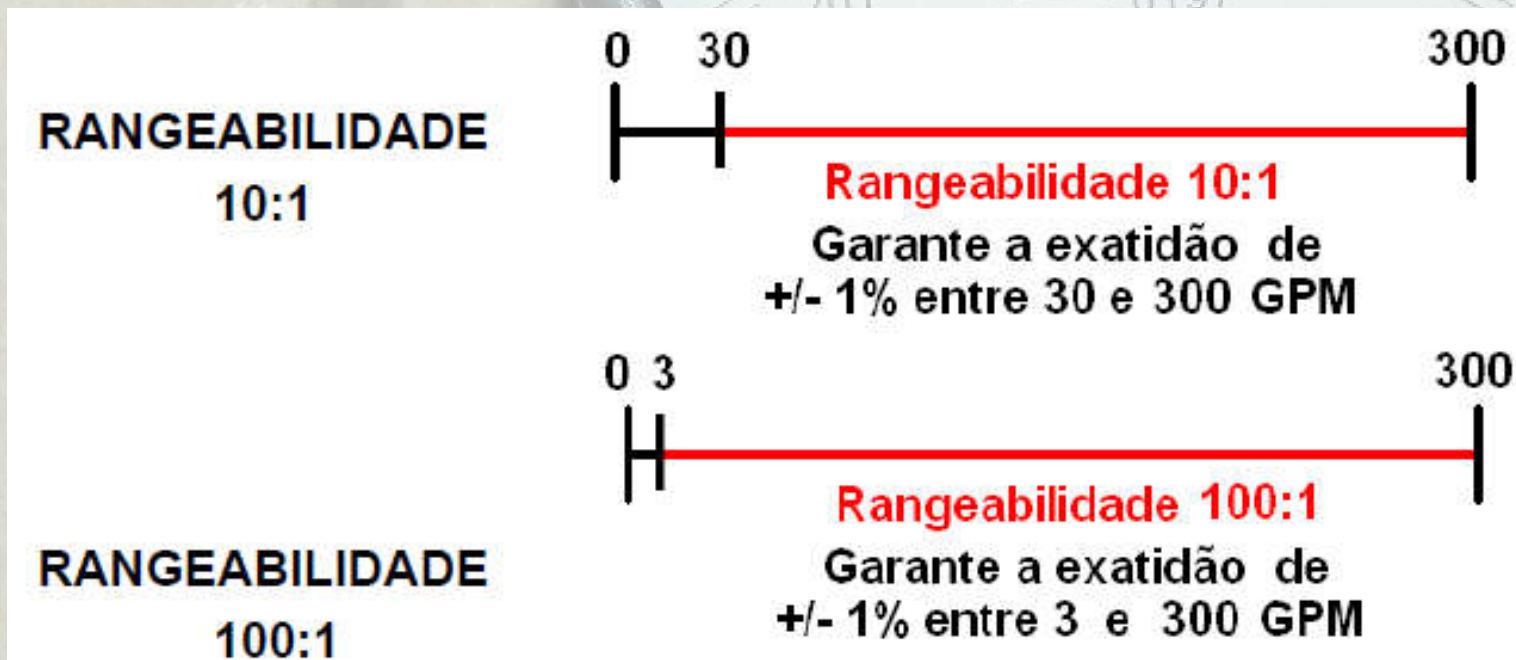 0 30 300
RANGEABILIDADE
10:1
Rangeabilidade 10:1
Garante a exatidão de
+/- 1% entre 30 e 300 GPM
0 3 300
Rangeabilidade 100:1
Garante a exatidão de
+/- 1% entre 3 e 300 GPM
RANGEABILIDADE
100:1